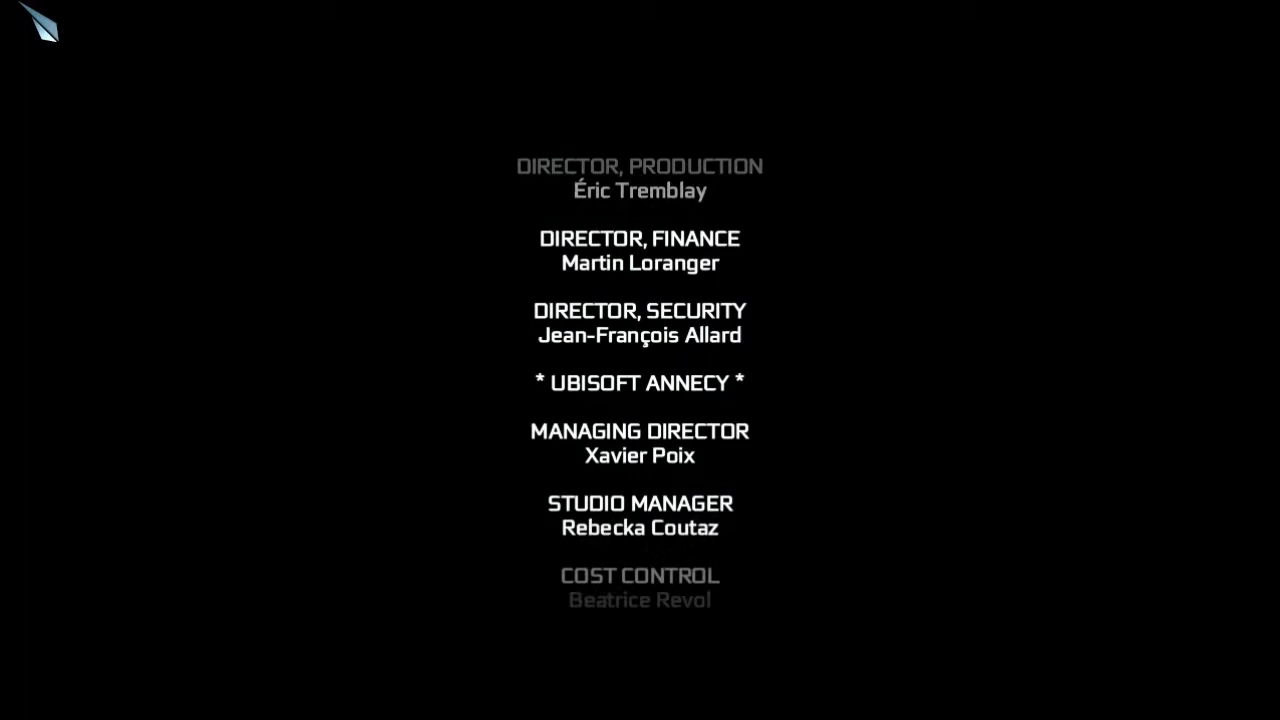 DIRECTOR, PRODUCTION
Éric Tremblay
DIRECTOR, FINANCE
Martin Loranger
DIRECTOR, SECURITY
Jean-François Allard
* UBISOFT ANNECY *
MANAGING DIRECTOR
Xavier Poix
STUDIO MANAGER
Rebecka Coutaz
COST CONTROL
Beatrice Revol